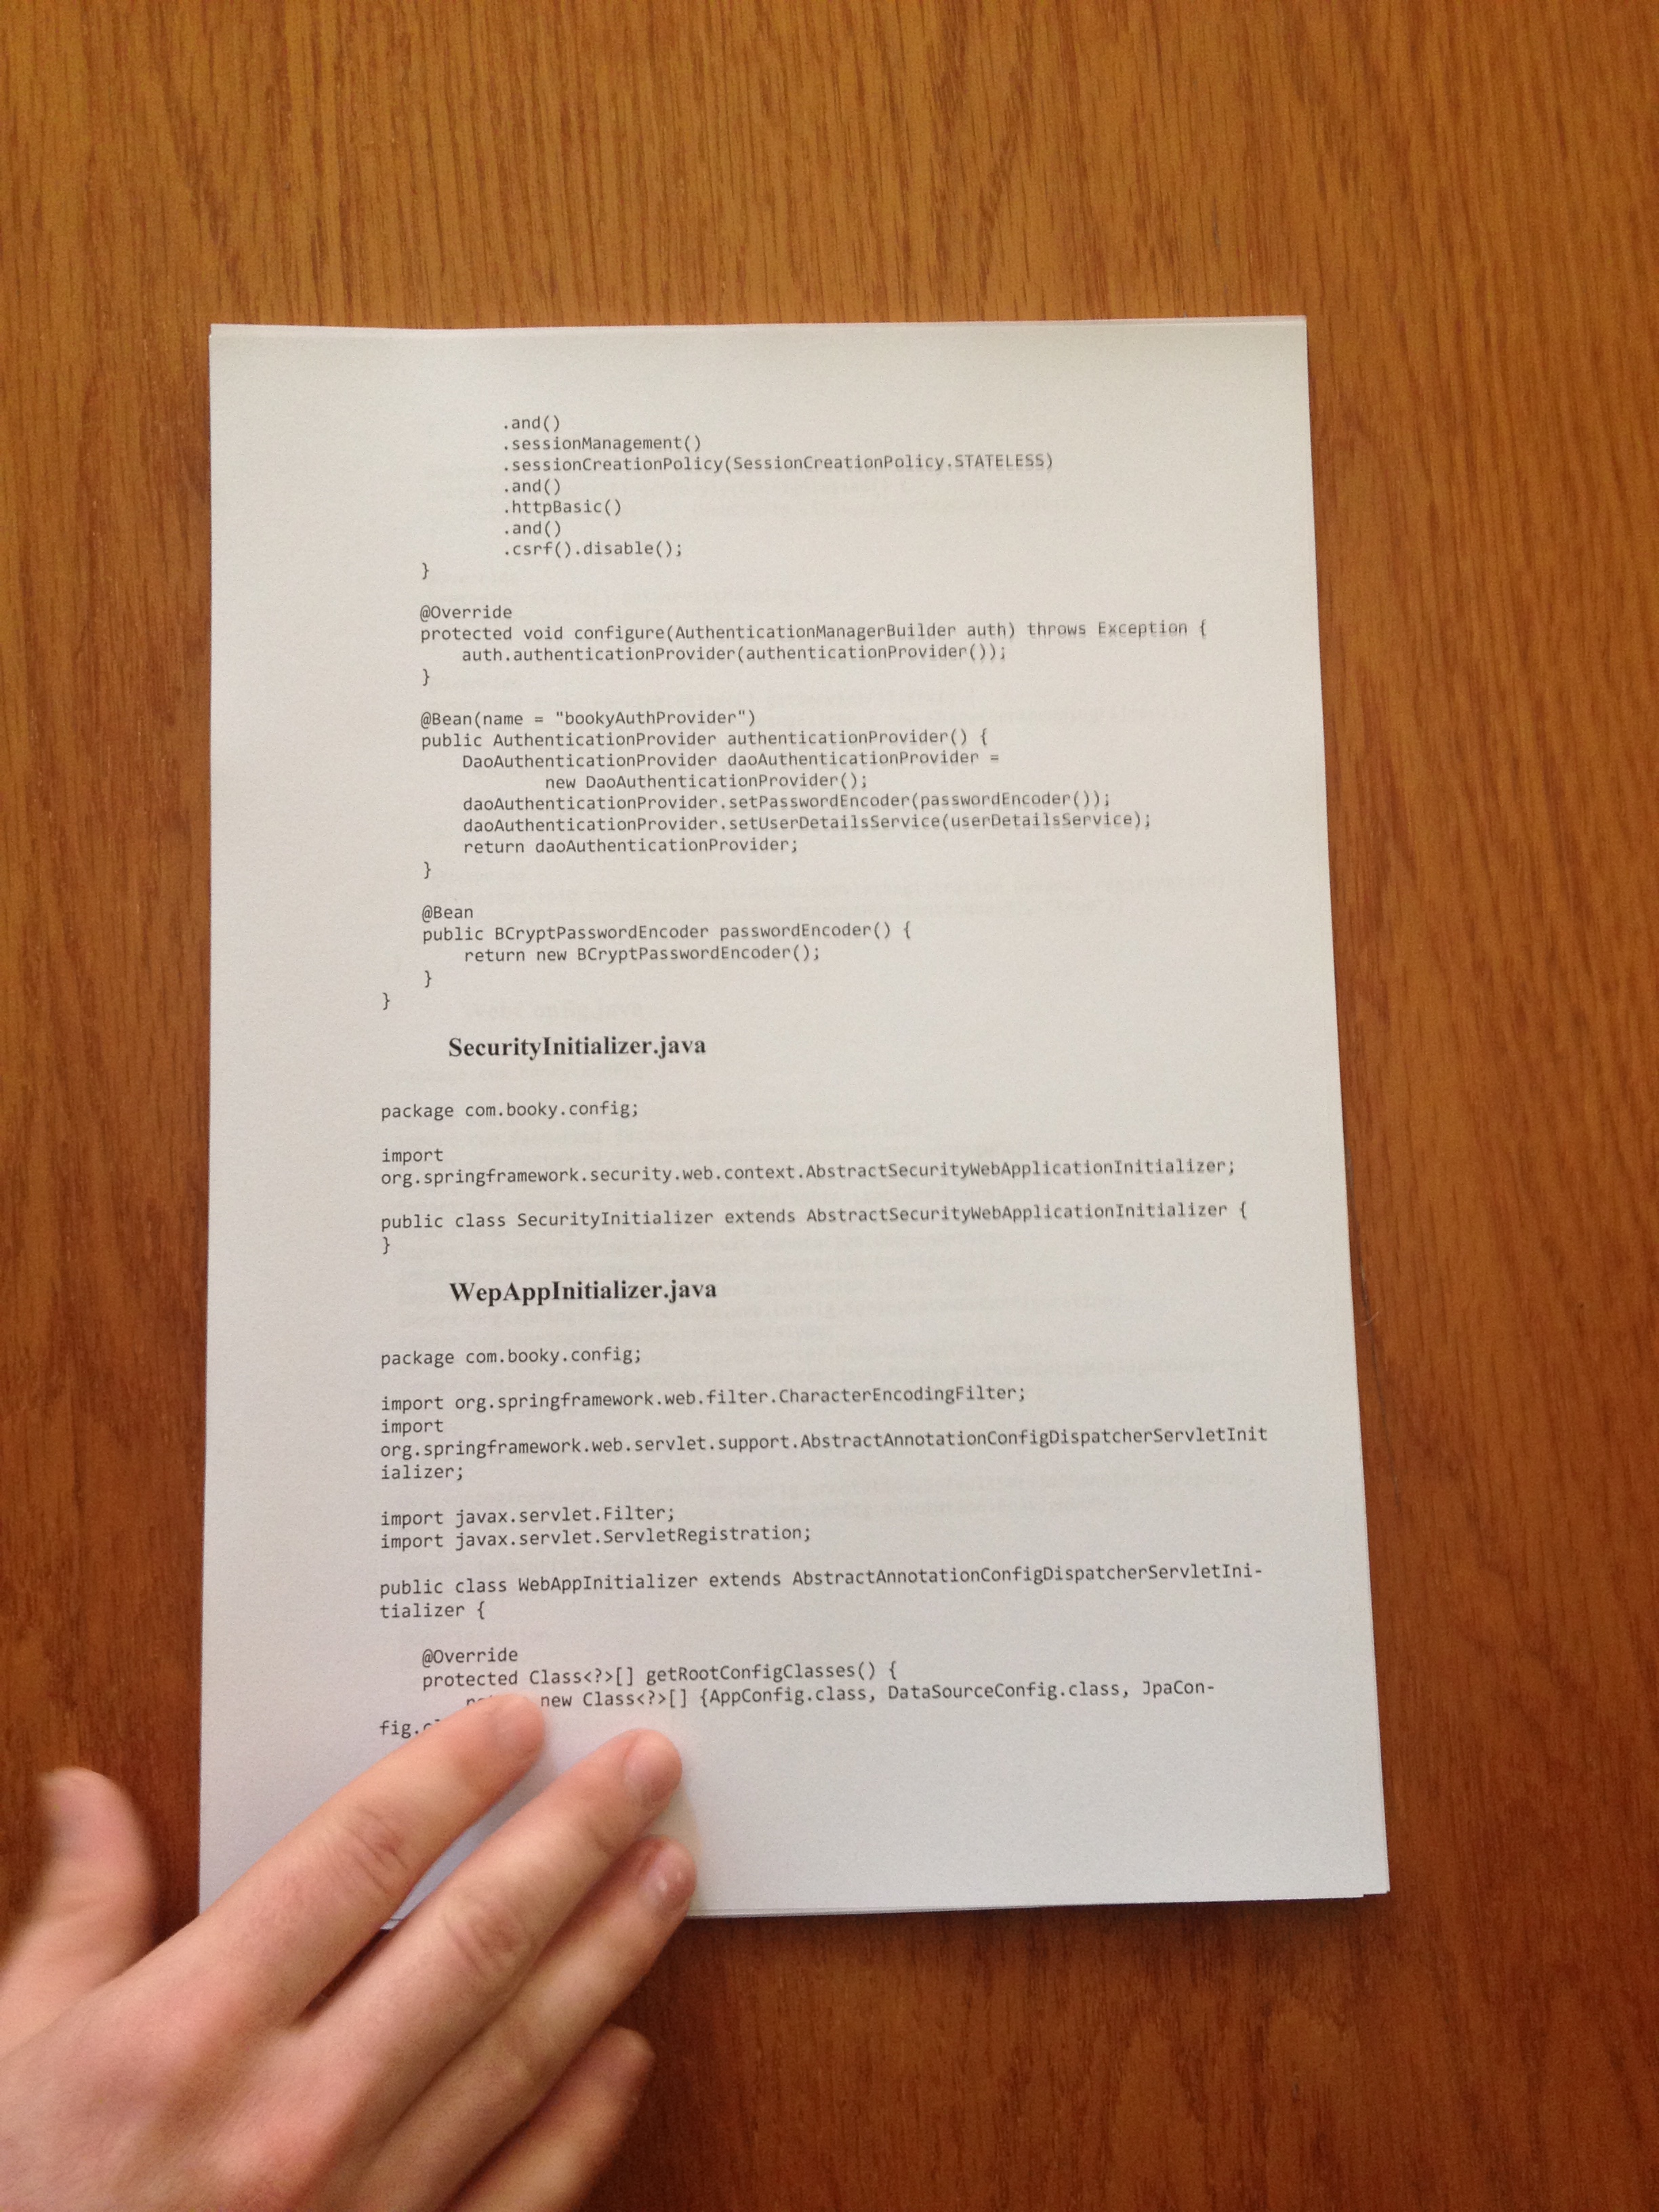 .and()
.sessionManagement()
.sessionCreationPolicy(SessionCreationPolicy.STATELESS)
.and()
.httpBasic()
.and()
.csrf().disable();
}
@Override
protected void configure(AuthenticationManagerBuilder auth) throws Exception {
auth.authenticationProvider(authenticationProvider());
}
@Bean(name = "bookyAuthProvider")
public AuthenticationProvider authenticationProvider() {
DaoAuthenticationProvider daoAuthenticationProvider =
new DaoAuthenticationProvider();
daoAuthenticationProvider.setPasswordEncoder(passwordEncoder());
daoAuthenticationProvider.setUserDetailsService(userDetailsService);
return daoAuthenticationProvider;
}
@Bean
public BCryptPasswordEncoder passwordEncoder() {
return new BCryptPasswordEncoder();
}
}
SecurityInitializer.java
package com.booky.config;
import
org.springframework.security.web.context.AbstractSecurityWebApplicationInitializer;
public class SecurityInitializer extends AbstractSecurityWebApplicationInitializer {
}
WepAppInitializer.java
package com.booky.config;
import org.springframework.web.filter.CharacterEncodingFilter;
import
org.springframework.web.servlet.support.AbstractAnnotationConfigDispatcherServletInit
ializer;
import javax.servlet.Filter;
import javax.servlet.ServletRegistration;
public class WebAppInitializer extends AbstractAnnotationConfigDispatcherServletIni-
tializer {
@Override
protected Class<?>[] getRootConfigClasses() {
new Class<?>[] {AppConfig.class, DataSourceConfig.class, JpaCon-
fig.